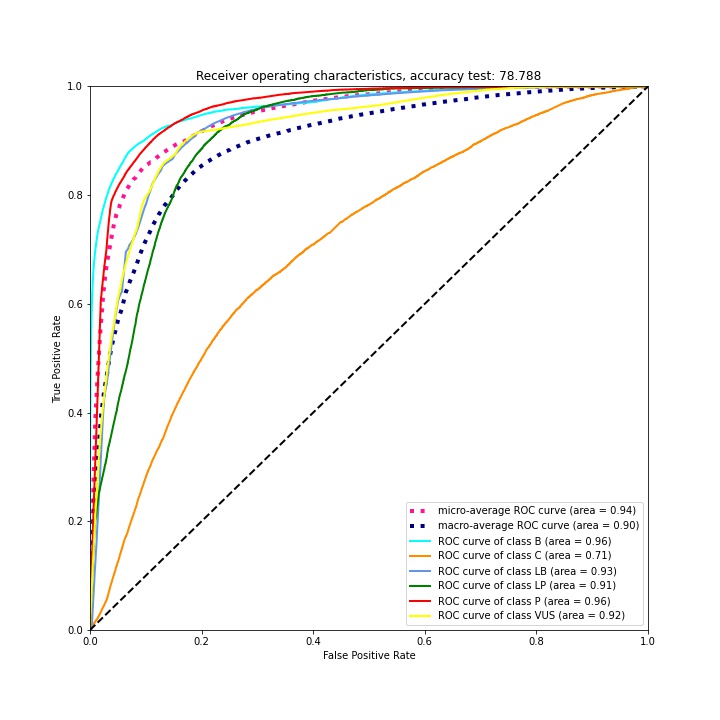 Receiver operating characteristics, accuracy test: 78.788
1.0
0.8
0.6
0.4
0.2
0.0
True Positive Rate
0.0 0.2 0.4 0.6 0.8 1.0
False Positive Rate
micro-average ROC curve (area = 0.94)
macro-average ROC curve (area = 0.90)
ROC curve of class B (area = 0.96)
ROC curve of class C (area = 0.71)
ROC curve of class LB (area = 0.93)
ROC curve of class LP (area = 0.91)
ROC curve of class P (area = 0.96)
ROC curve of class VUS (area = 0.92)